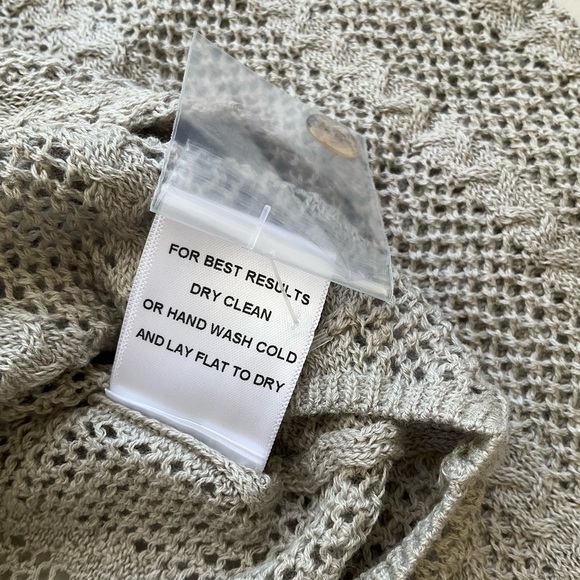 FOR BEST RESULTS
DRY CLEAN
OR HAND WASH COLD
AND LAY FLAT TO DRY